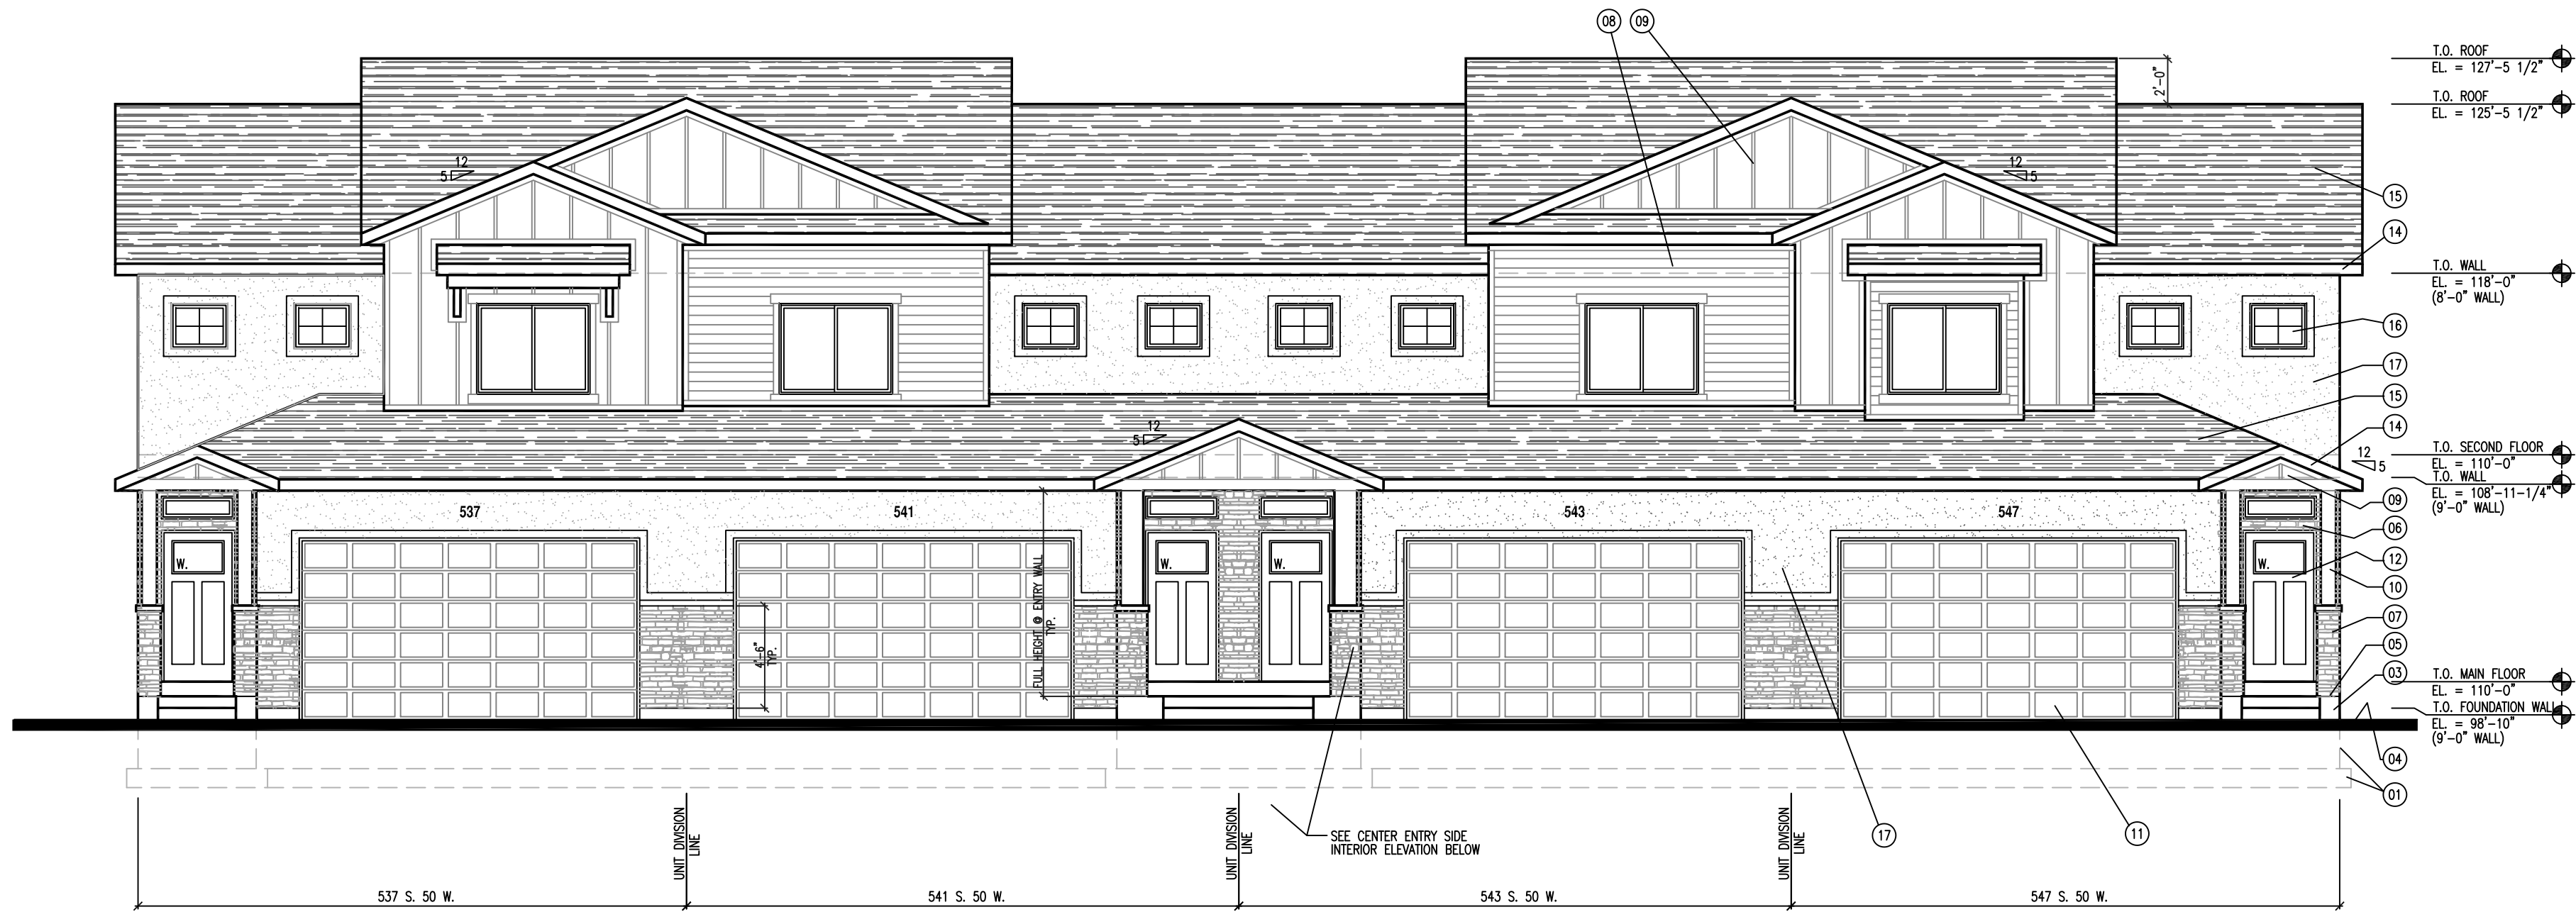 08 09
T.O. ROOF
EL. = 127'-5 1/2"
2'-0"
T.O. ROOF
EL. = 125'-5 1/2"
12
5
12
5
15
14
T.O. WALL
EL. = 118'-0"
(8'-0" WALL)
16
17
15
14
12
5
T.O. SECOND FLOOR
EL. = 110'-0"
12
5
T.O. WALL
EL. = 108'-11-1/4"
(9'-0" WALL)
09
537
541
543
547
06
12
10
07
05
03
W.
W.
W.
W.
FULL HEIGHT @ ENTRY WALL
TYP.
4'-6"
TYP.
T.O. MAIN FLOOR
EL. = 110'-0"
T.O. FOUNDATION WALL
EL. = 98'-10"
(9'-0" WALL)
04
01
UNIT DIVISION
LINE
UNIT DIVISION
LINE
UNIT DIVISION
LINE
SEE CENTER ENTRY SIDE
INTERIOR ELEVATION BELOW
17
11
537 S. 50 W.
541 S. 50 W.
543 S. 50 W.
547 S. 50 W.